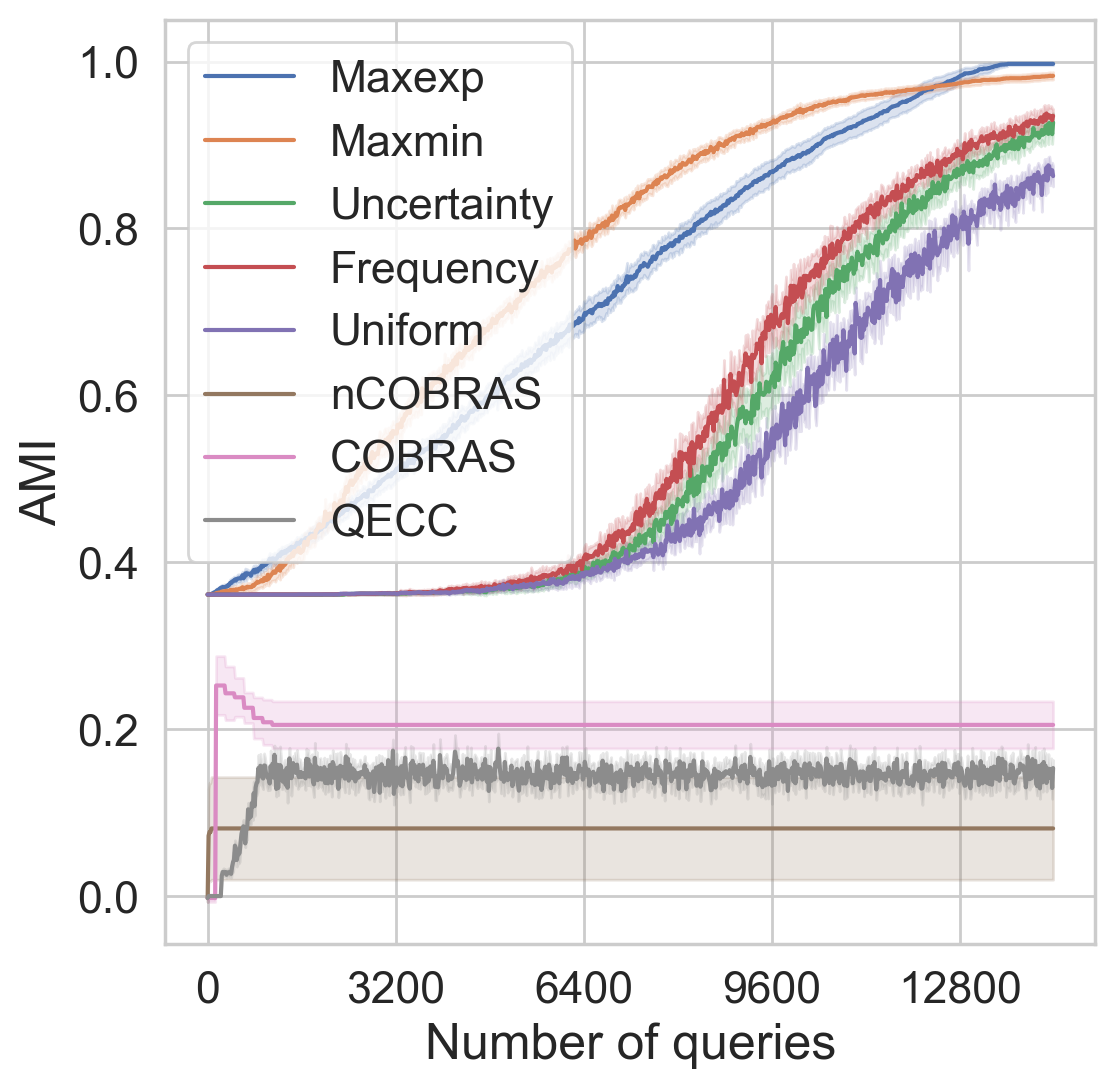 1.0
0.8
0.6
0.4
0.2
0.0
AMI
Maxexp
Maxmin
Uncertainty
Frequency
Uniform
nCOBRAS
COBRAS
QECC
0 3200 6400 9600 12800
Number of queries